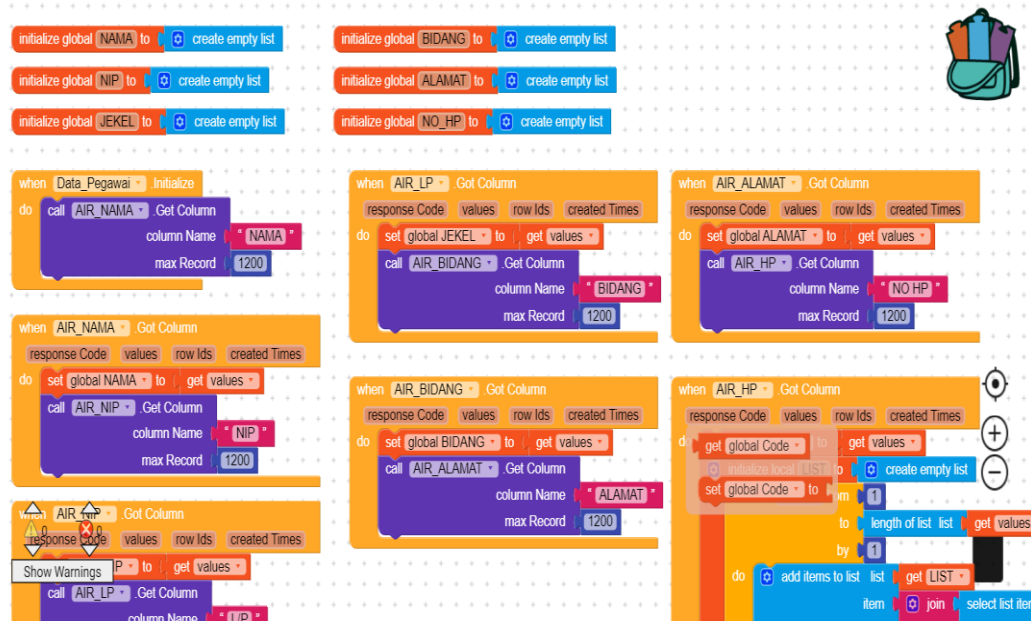 initialize global NAMA to create empty list
initialize global NIP to create empty list
initialize global JEKEL to create empty list
initialize global BIDANG to create empty list
initialize global ALAMAT to create empty list
initialize global NO_HP to create empty list
when Data_Pegawai .Initialize
do call AIR_NAMA .Get Column
column Name " NAMA "
max Record 1200
when AIR_NAMA .Got Column
response Code values row Ids created Times
do set global NAMA to get values
call AIR_NIP .Get Column
column Name " NIP "
max Record 1200
when AIR_NIP .Got Column
response Code values row Ids created Times
to get values
call AIR_LP .Get Column
column Name " L/P "
0 0
Show Warnings
when AIR_LP .Got Column
response Code values row Ids created Times
do set global JEKEL to get values
call AIR_BIDANG .Get Column
column Name " BIDANG "
max Record 1200
when AIR_BIDANG .Got Column
response Code values row Ids created Times
do set global BIDANG to get values
call AIR_ALAMAT .Get Column
column Name " ALAMAT "
max Record 1200
when AIR_ALAMAT .Got Column
response Code values row Ids created Times
do set global ALAMAT to get values
call AIR_HP .Get Column
column Name " NO HP "
max Record 1200
when AIR_HP .Got Column
response Code values row Ids created Times
get global Code to get values
initialize local LIST to create empty list
set global Code to
1
to length of list list get values
by 1
do add items to list list get LIST
item join select list item